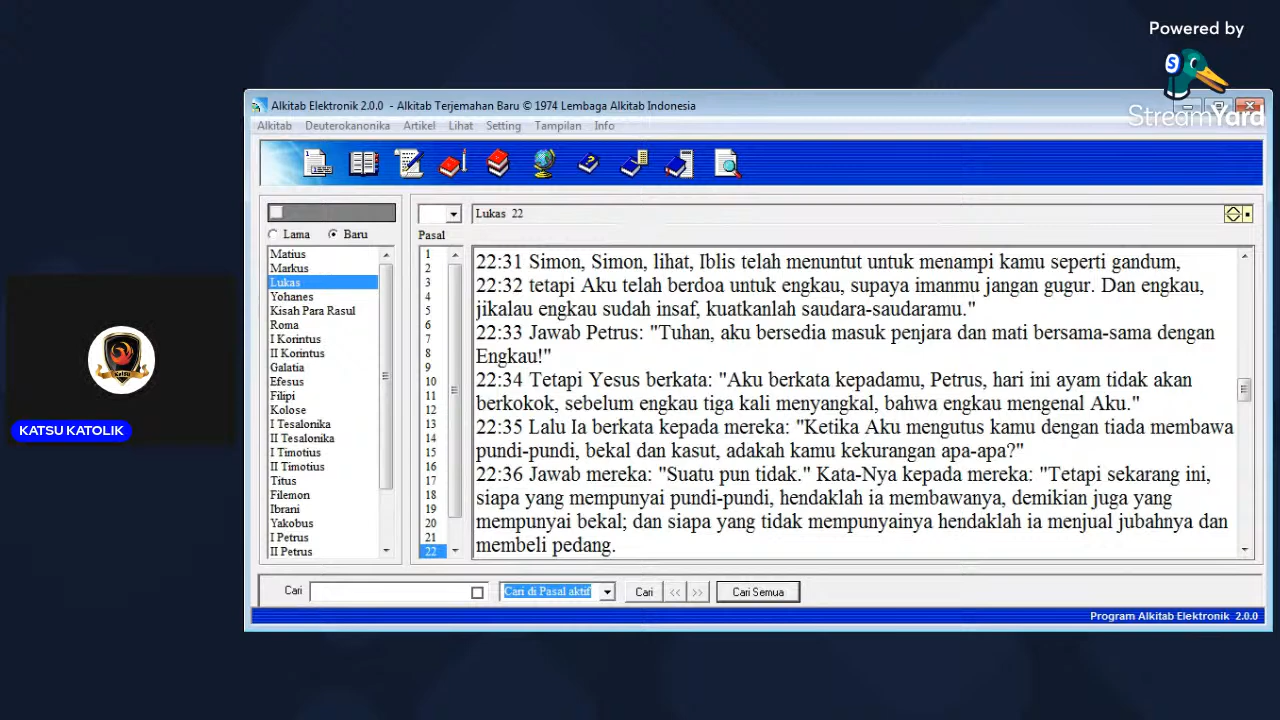 Powered by
StreamYard
Alkitab Elektronik 2.0.0 - Alkitab Terjemahan Baru © 1974 Lembaga Alkitab Indonesia
Alkitab Deuterokanonika Artikel Lihat Setting Tampilan Info
Lukas 22
Lama Baru
Pasal
Matius
Markus
Lukas
Yohanes
Kisah Para Rasul
Roma
I Korintus
II Korintus
Galatia
Efesus
Filipi
Kolose
I Tesalonika
II Tesalonika
I Timotius
II Timotius
Titus
Filemon
Ibrani
Yakobus
I Petrus
II Petrus
1
2
3
4
5
6
7
8
9
10
11
12
13
14
15
16
17
18
19
20
21
22
22:31 Simon, Simon, lihat, Iblis telah menuntut untuk menampi kamu seperti gandum,
22:32 tetapi Aku telah berdoa untuk engkau, supaya imanmu jangan gugur. Dan engkau,
jikalau engkau sudah insaf, kuatkanlah saudara-saudaramu."
22:33 Jawab Petrus: "Tuhan, aku bersedia masuk penjara dan mati bersama-sama dengan
Engkau!"
22:34 Tetapi Yesus berkata: "Aku berkata kepadamu, Petrus, hari ini ayam tidak akan
berkokok, sebelum engkau tiga kali menyangkal, bahwa engkau mengenal Aku."
22:35 Lalu Ia berkata kepada mereka: "Ketika Aku mengutus kamu dengan tiada membawa
pundi-pundi, bekal dan kasut, adakah kamu kekurangan apa-apa?"
22:36 Jawab mereka: "Suatu pun tidak." Kata-Nya kepada mereka: "Tetapi sekarang ini,
siapa yang mempunyai pundi-pundi, hendaklah ia membawanya, demikian juga yang
mempunyai bekal; dan siapa yang tidak mempunyainya hendaklah ia menjual jubahnya dan
membeli pedang.
Cari Cari di Pasal aktif Cari << >> Cari Semua
Program Alkitab Elektronik 2.0.0
KatSu
KATSU KATOLIK